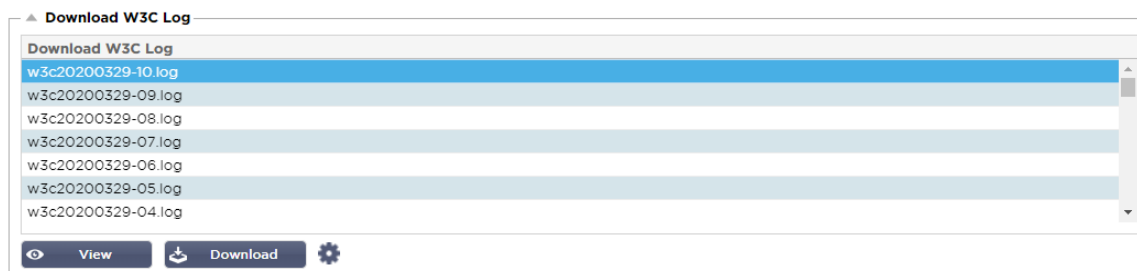 Download W3C Log
Download W3C Log
w3c20200329-10.log
w3c20200329-09.log
w3c20200329-08.log
w3c20200329-07.log
w3c20200329-06.log
w3c20200329-05.log
w3c20200329-04.log
View Download